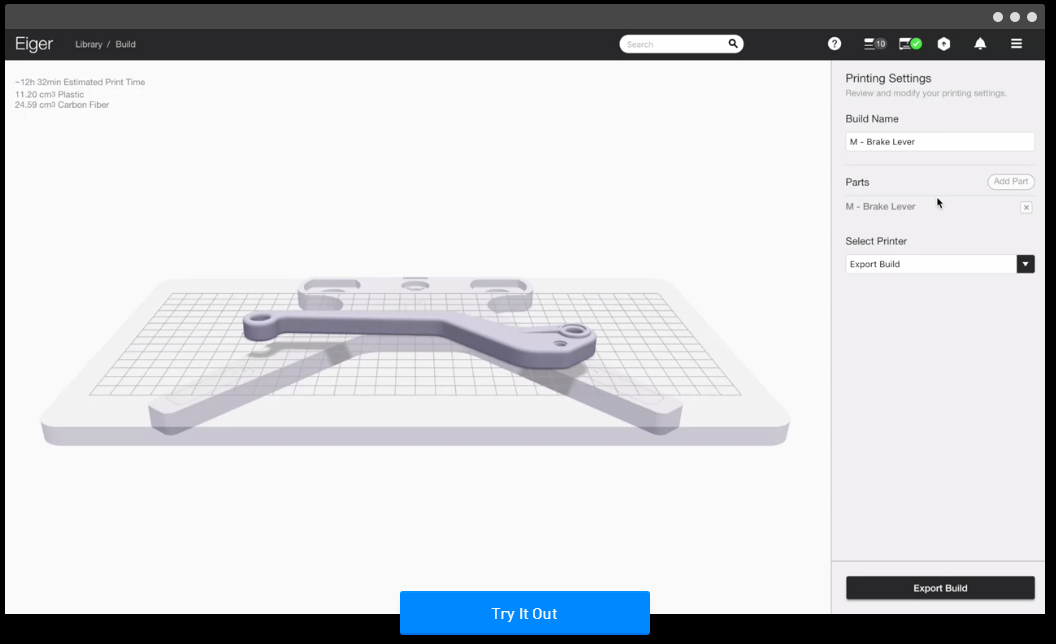 Eiger
Library / Build
Search
10
~12h 32min Estimated Print Time
11.20 cm3 Plastic
24.59 cm3 Carbon Fiber
Printing Settings
Review and modify your printing settings.
Build Name
M - Brake Lever
Parts
Add Part
M - Brake Lever
Select Printer
Export Build
Export Build
Try It Out